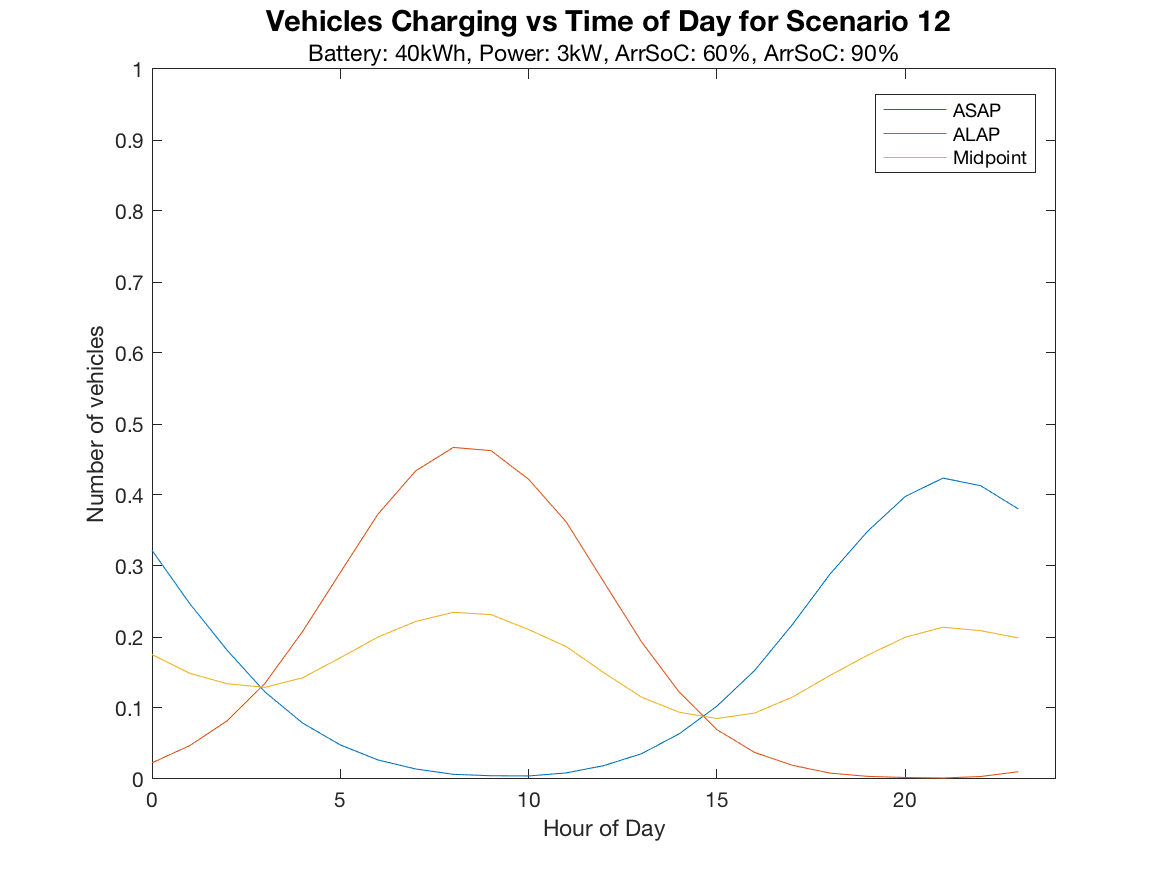 Vehicles Charging vs Time of Day for Scenario 12
Battery: 40kWh, Power: 3kW, ArrSoC: 60%, ArrSoC: 90%
ASAP
ALAP
Midpoint
1
0.9
0.8
0.7
0.6
0.5
0.4
0.3
0.2
0.1
0
Number of vehicles
0
5
10
15
20
Hour of Day